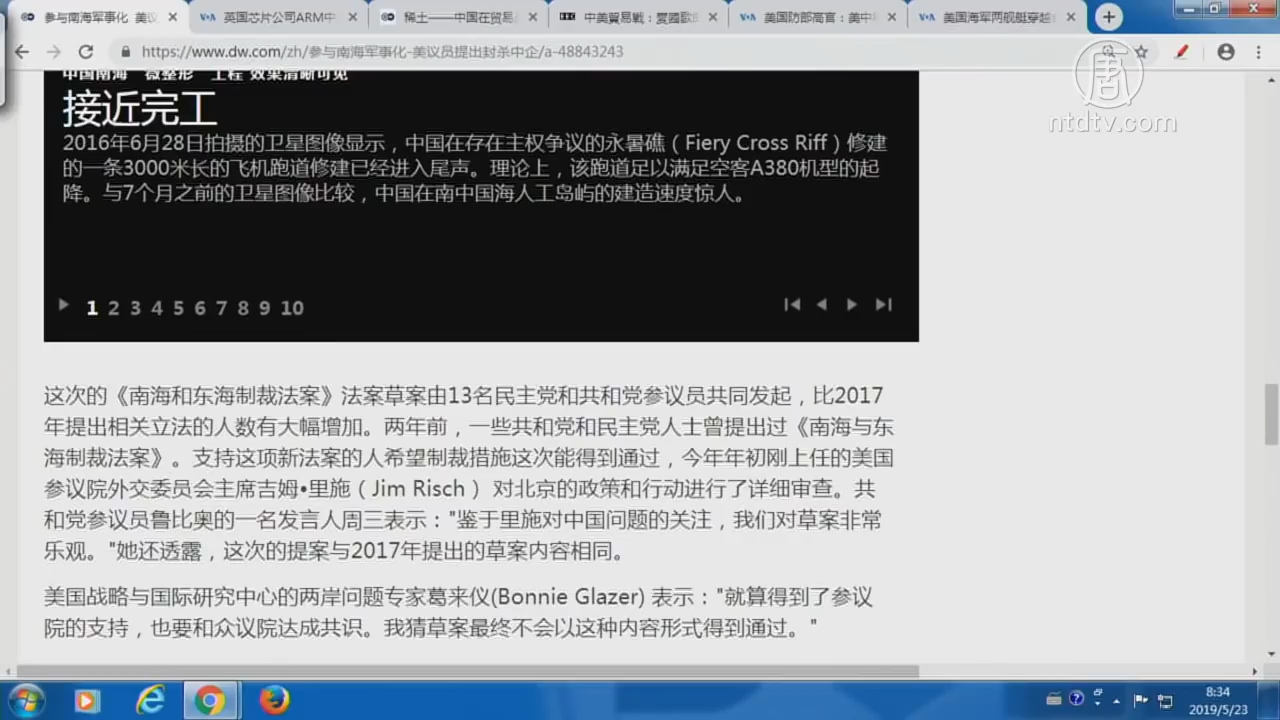 参与南海军事化 美议
英国芯片公司ARM中
稀土——中国在贸易
中美貿易戰：愛國歌
美国防部高官：美中
美国海军两舰艇穿越
https://www.dw.com/zh/参与南海军事化-美议员提出封杀中企/a-48843243
唐
ntdtv.com
中国南海"微整形"工程 效果清晰可见
接近完工
2016年6月28日拍摄的卫星图像显示，中国在存在主权争议的永暑礁（Fiery Cross Riff）修建
的一条3000米长的飞机跑道修建已经进入尾声。理论上，该跑道足以满足空客A380机型的起
降。与7个月之前的卫星图像比较，中国在南中国海人工岛屿的建造速度惊人。
1 2 3 4 5 6 7 8 9 10
这次的《南海和东海制裁法案》法案草案由13名民主党和共和党参议员共同发起，比2017
年提出相关立法的人数有大幅增加。两年前，一些共和党和民主党人士曾提出过《南海与东
海制裁法案》。支持这项新法案的人希望制裁措施这次能得到通过，今年年初刚上任的美国
参议院外交委员会主席吉姆•里施（Jim Risch） 对北京的政策和行动进行了详细审查。共
和党参议员鲁比奥的一名发言人周三表示："鉴于里施对中国问题的关注，我们对草案非常
乐观。"她还透露，这次的提案与2017年提出的草案内容相同。
美国战略与国际研究中心的两岸问题专家葛来仪(Bonnie Glazer) 表示："就算得到了参议
院的支持，也要和众议院达成共识。我猜草案最终不会以这种内容形式得到通过。"
8:34
2019/5/23